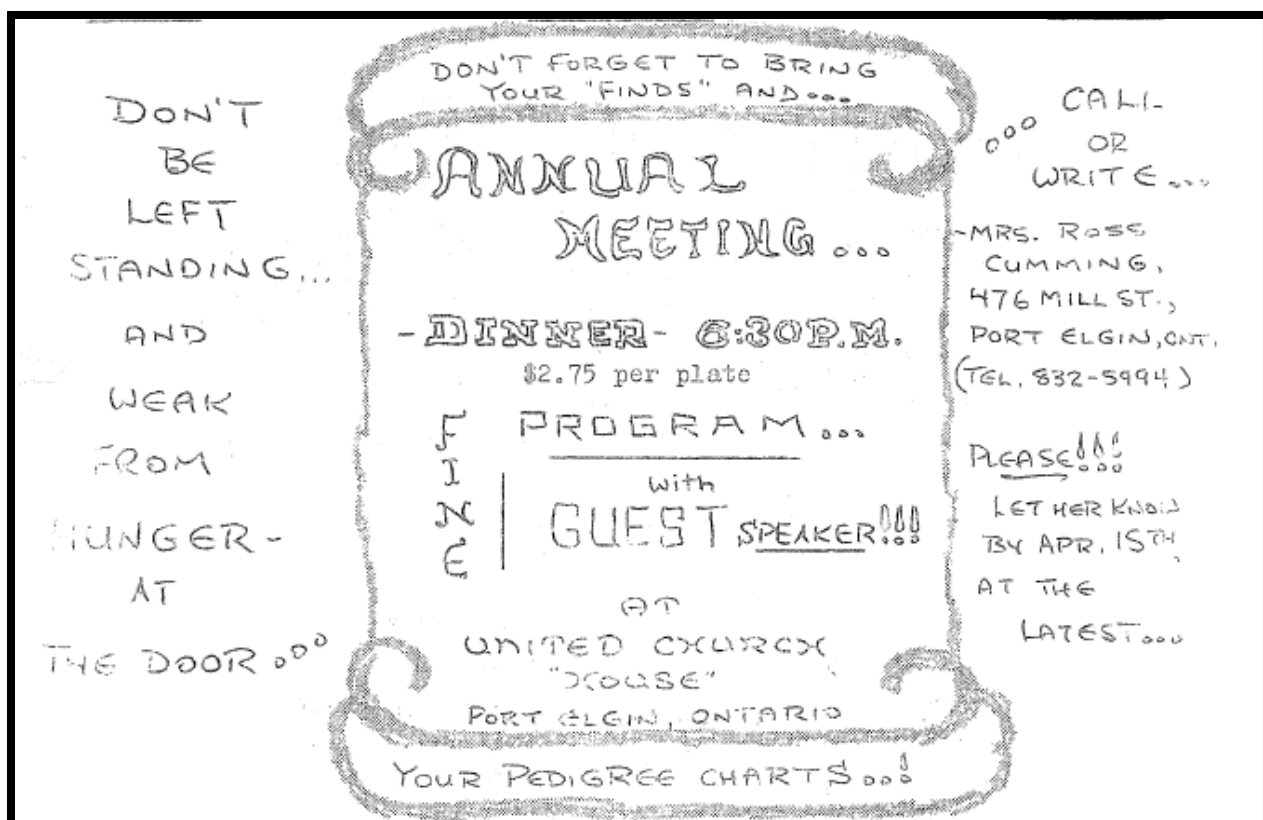 DON'T FORGET TO BRING
YOUR "FINDS" AND...
DON'T
BE
LEFT
STANDING...
AND
WEAK
FROM
HUNGER-
AT
THE DOOR...
ANNUAL
MEETING...
-DINNER- 6:30P.M.
$2.75 per plate
FINE
PROGRAM...
with
GUEST SPEAKER!!!
AT
UNITED CHURCH
"HOUSE"
PORT ELGIN, ONTARIO
YOUR PEDIGREE CHARTS...!
...CALL
OR
WRITE...
-MRS. ROSS
CUMMING,
476 MILL ST.,
PORT ELGIN, ONT.
(TEL. 832-5994)
PLEASE!!!
LET HER KNOW
BY APR. 15TH,
AT THE
LATEST...